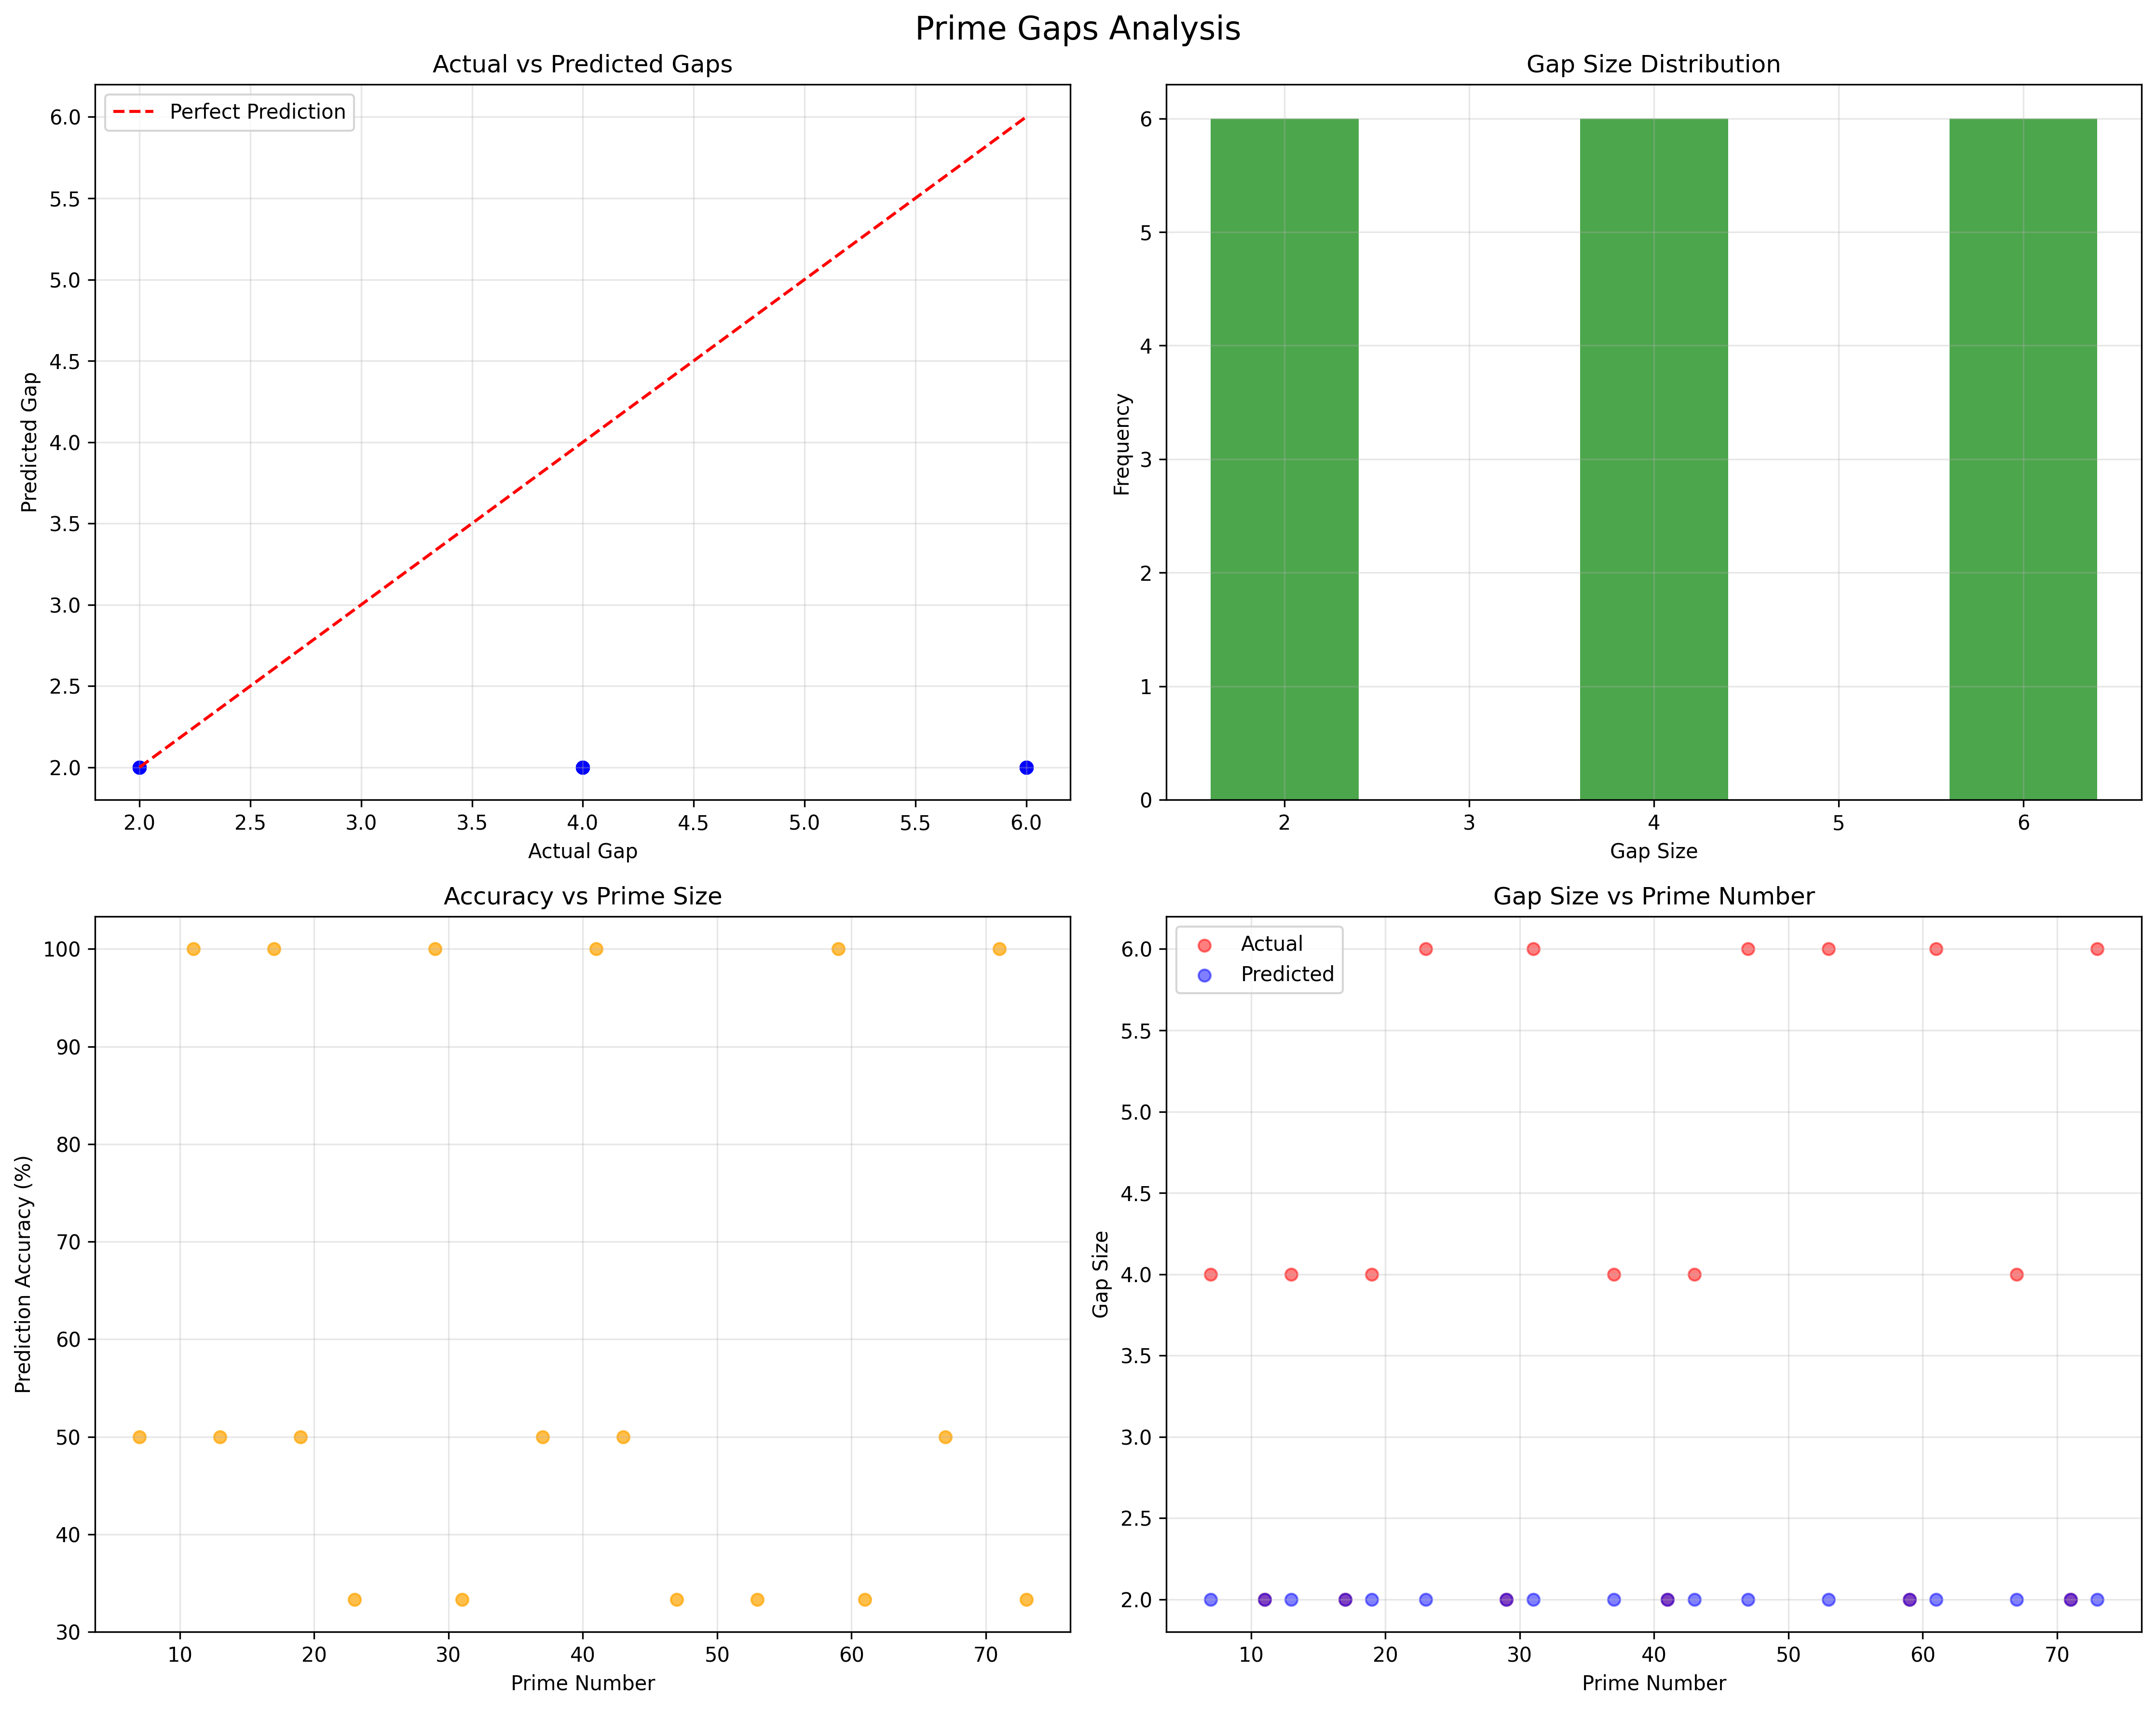 Prime Gaps Analysis
Actual vs Predicted Gaps
Perfect Prediction
6.0
5.5
5.0
4.5
4.0
3.5
3.0
2.5
2.0
Predicted Gap
2.0 2.5 3.0 3.5 4.0 4.5 5.0 5.5 6.0
Actual Gap
Gap Size Distribution
6
5
4
3
2
1
0
Frequency
2 3 4 5 6
Gap Size
Accuracy vs Prime Size
100
90
80
70
60
50
40
30
Prediction Accuracy (%)
10 20 30 40 50 60 70
Prime Number
Gap Size vs Prime Number
Actual
Predicted
6.0
5.5
5.0
4.5
4.0
3.5
3.0
2.5
2.0
Gap Size
10 20 30 40 50 60 70
Prime Number